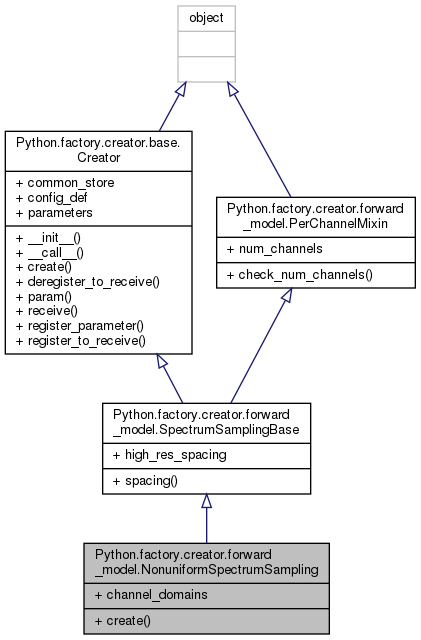 object
Python.factory.creator.base.
Creator
+ common_store
+ config_def
+ parameters
+ __init__()
+ __call__()
+ create()
+ deregister_to_receive()
+ param()
+ receive()
+ register_parameter()
+ register_to_receive()
Python.factory.creator.forward
_model.PerChannelMixin
+ num_channels
+ check_num_channels()
Python.factory.creator.forward
_model.SpectrumSamplingBase
+ high_res_spacing
+ spacing()
Python.factory.creator.forward
_model.NonuniformSpectrumSampling
+ channel_domains
+ create()